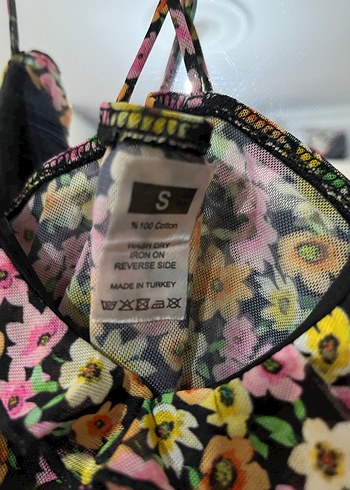 S
% 100 Cotton
WASH DRY
IRON ON
REVERSE SIDE
MADE IN TURKEY